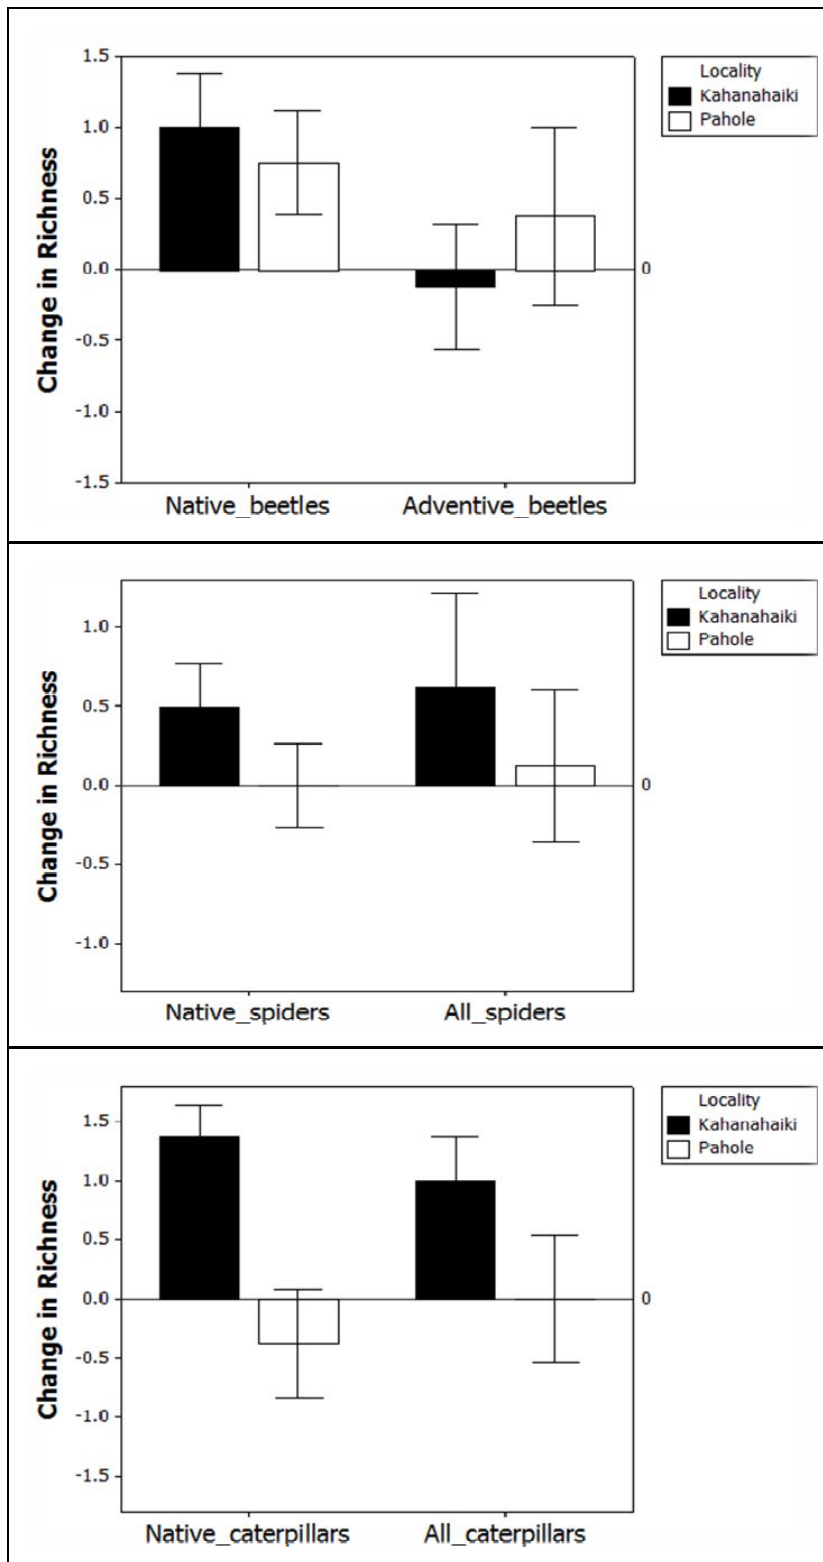 Change in Richness
1.5
1.0
0.5
0.0
-0.5
-1.0
-1.5
0
Native_beetles
Adventive_beetles
Locality
Kahanahaiki
Pahole
Change in Richness
1.0
0.5
0.0
-0.5
-1.0
0
Native_spiders
All_spiders
Locality
Kahanahaiki
Pahole
Change in Richness
1.5
1.0
0.5
0.0
-0.5
-1.0
-1.5
0
Native_caterpillars
All_caterpillars
Locality
Kahanahaiki
Pahole